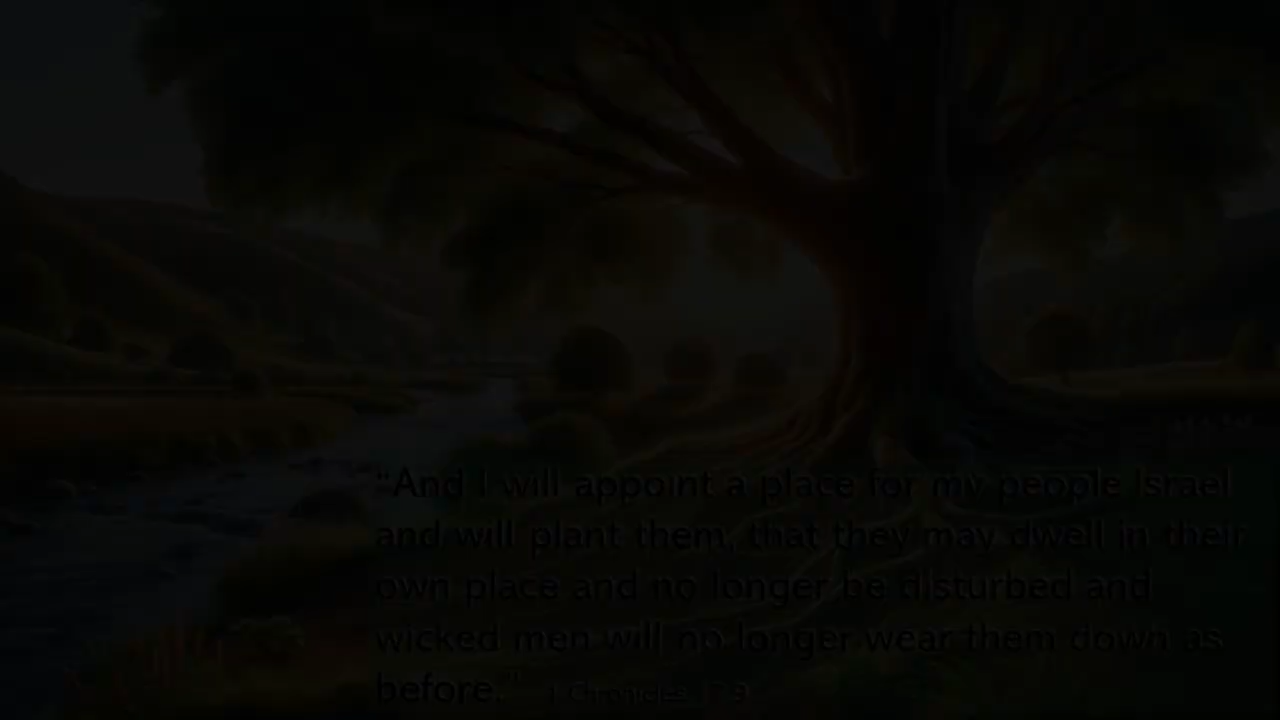 “And I will appoint a place for my people Israel
and will plant them, that they may dwell in their
own place and no longer be disturbed and
wicked men will no longer wear them down as
before.” 1 Chronicles 17:9